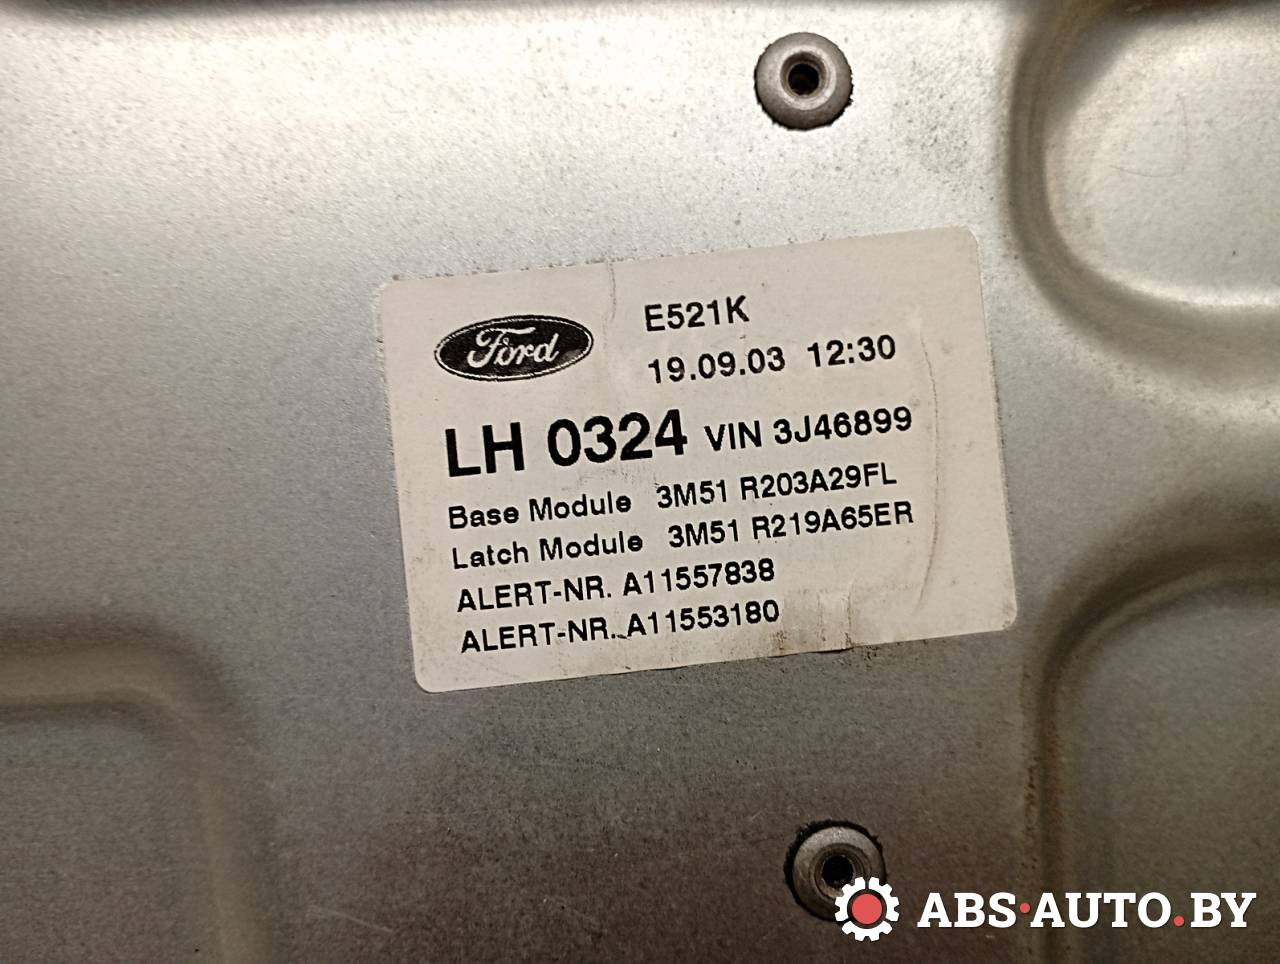 Ford
E521K
19.09.03 12:30
LH 0324 VIN 3J46899
Base Module 3M51 R203A29FL
Latch Module 3M51 R219A65ER
ALERT-NR. A11557838
ALERT-NR. A11553180
ABS·AUTO.BY